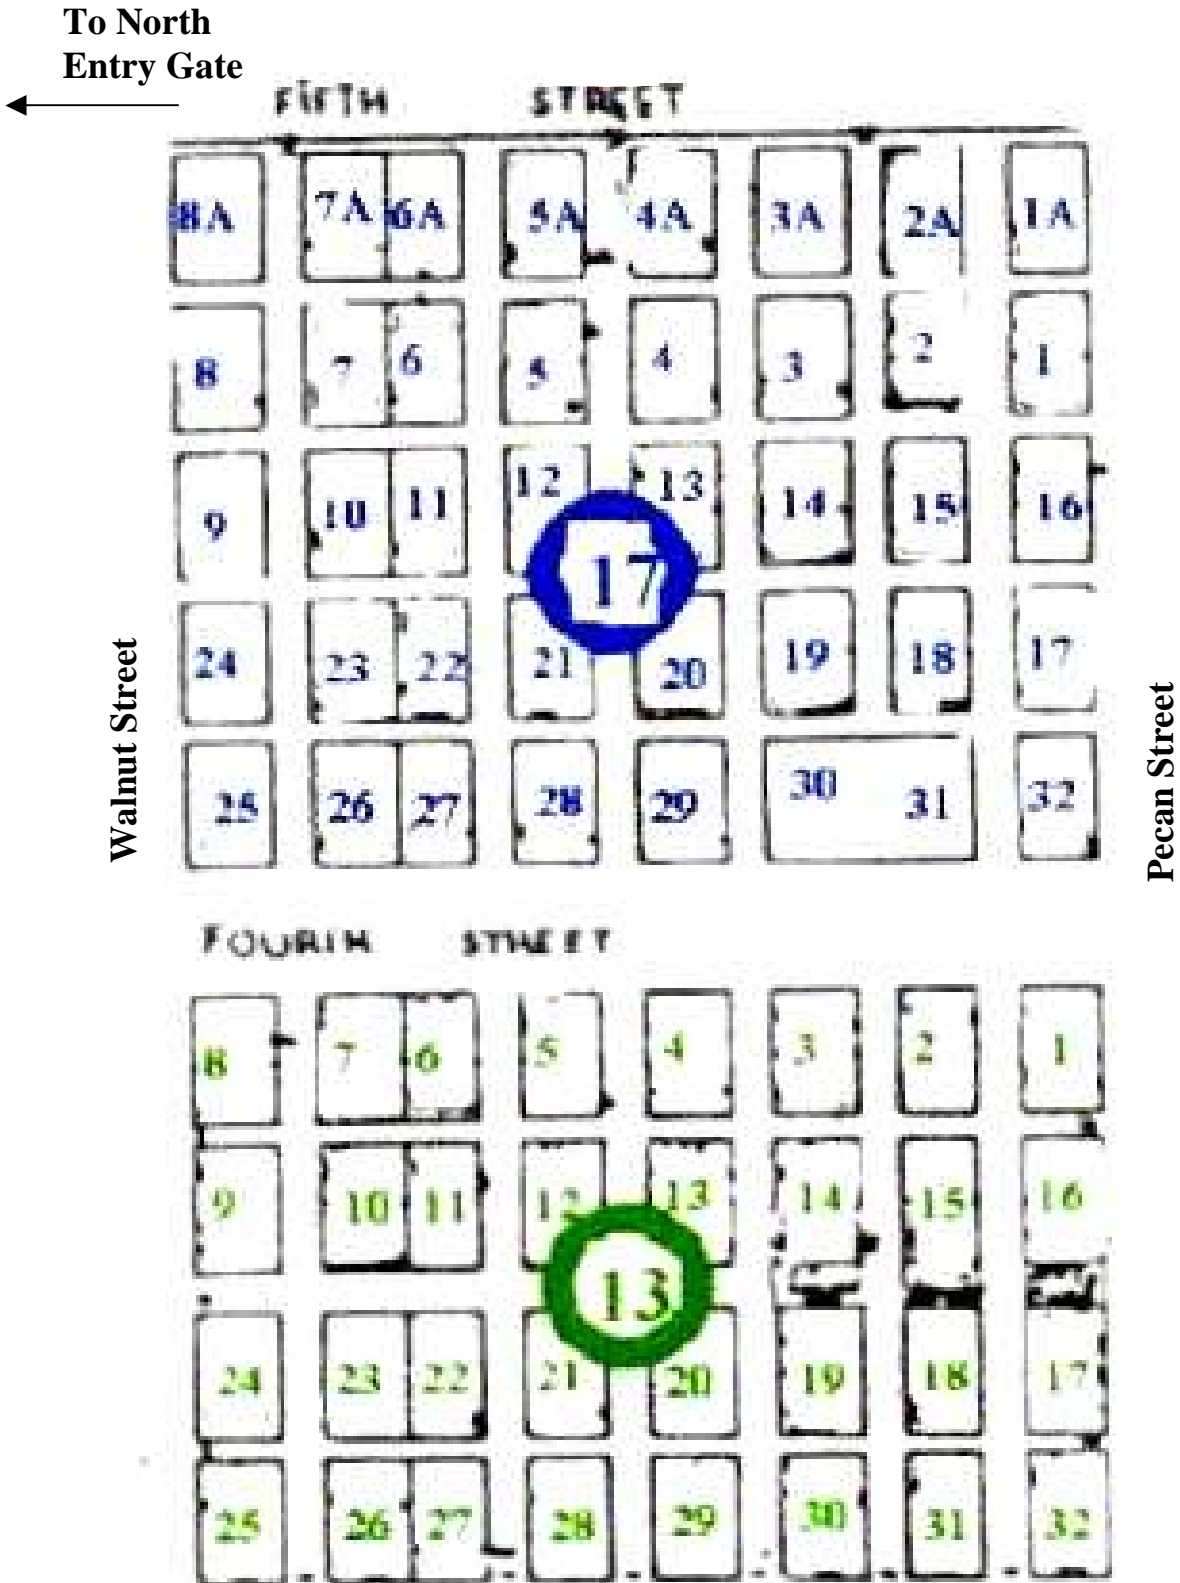 To North
Entry Gate
FIFTH STREET
8A 7A 6A 5A 4A 3A 2A 1A
8 7 6 5 4 3 2 1
9 10 11 12 13 14 15 16
17
24 23 22 21 20 19 18 17
25 26 27 28 29 30 31 32
Walnut Street
Pecan Street
FOURTH STREET
8 7 6 5 4 3 2 1
9 10 11 12 13 14 15 16
13
24 23 22 21 20 19 18 17
25 26 27 28 29 30 31 32